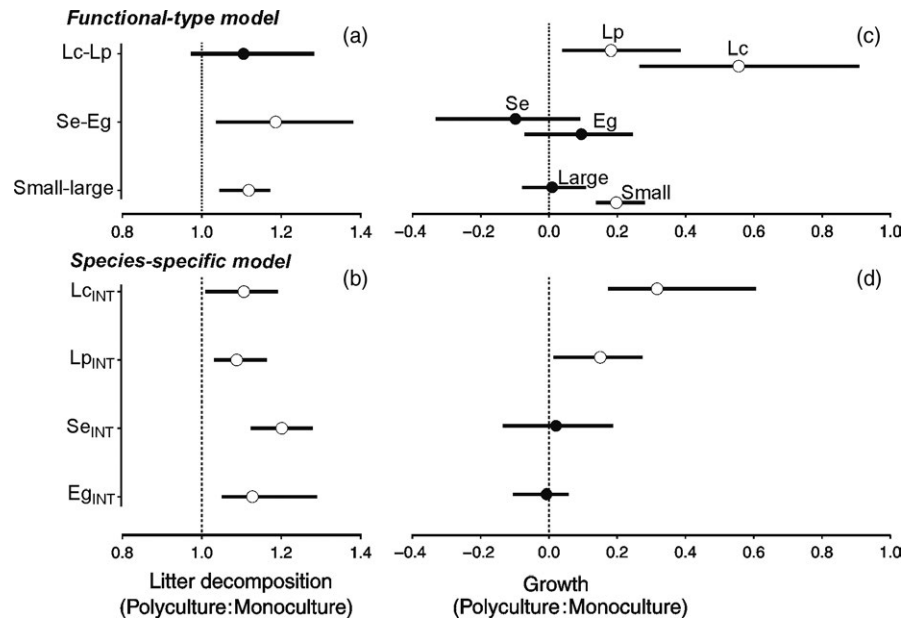 Functional-type model
(a)
Lc-Lp
Se-Eg
Small-large
0.8 1.0 1.2 1.4
(c)
Lp
Lc
Se
Eg
Large
Small
−0.4 −0.2 0.0 0.2 0.4 0.6 0.8 1.0
Species-specific model
(b)
LcINT
LpINT
SeINT
EgINT
0.8 1.0 1.2 1.4
Litter decomposition
(Polyculture:Monoculture)
(d)
−0.4 −0.2 0.0 0.2 0.4 0.6 0.8 1.0
Growth
(Polyculture:Monoculture)